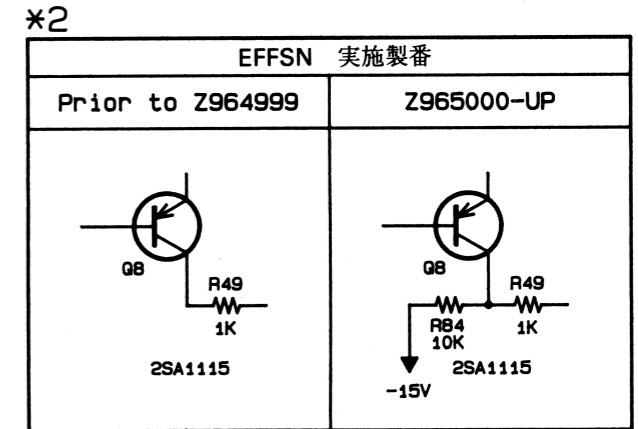 *2
EFFSN 実施製番
Prior to Z964999
Z965000-UP
Q8
R49
1K
2SA1115
Q8
R49
R84
1K
10K
2SA1115
-15V